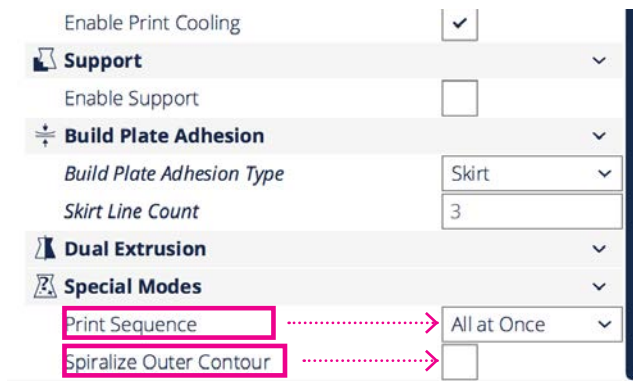 Enable Print Cooling
Support
Enable Support
Build Plate Adhesion
Build Plate Adhesion Type Skirt
Skirt Line Count 3
Dual Extrusion
Special Modes
Print Sequence All at Once
Spiralize Outer Contour